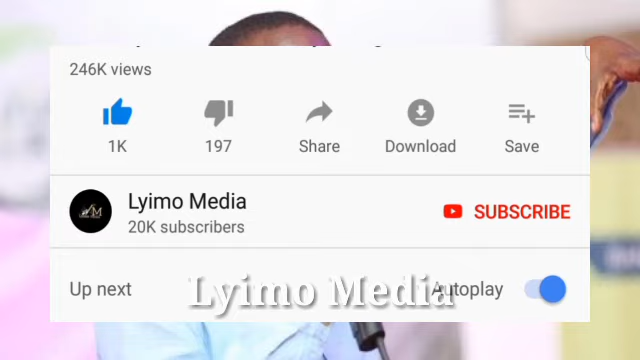 246K views
1K 197 Share Download Save
Lyimo Media
20K subscribers
SUBSCRIBE
Up next
Autoplay
Lyimo Media